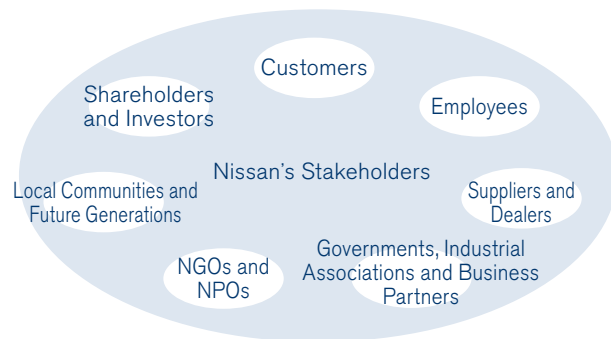 Customers
Shareholders
and Investors
Employees
Nissan's Stakeholders
Local Communities and
Future Generations
Suppliers and
Dealers
NGOs and
NPOs
Governments, Industrial
Associations and Business
Partners